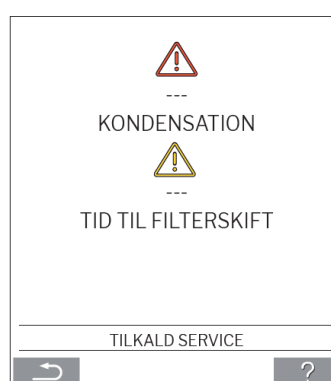 ---
KONDENSATION
---
TID TIL FILTERSKIFT
TILKALD SERVICE
?